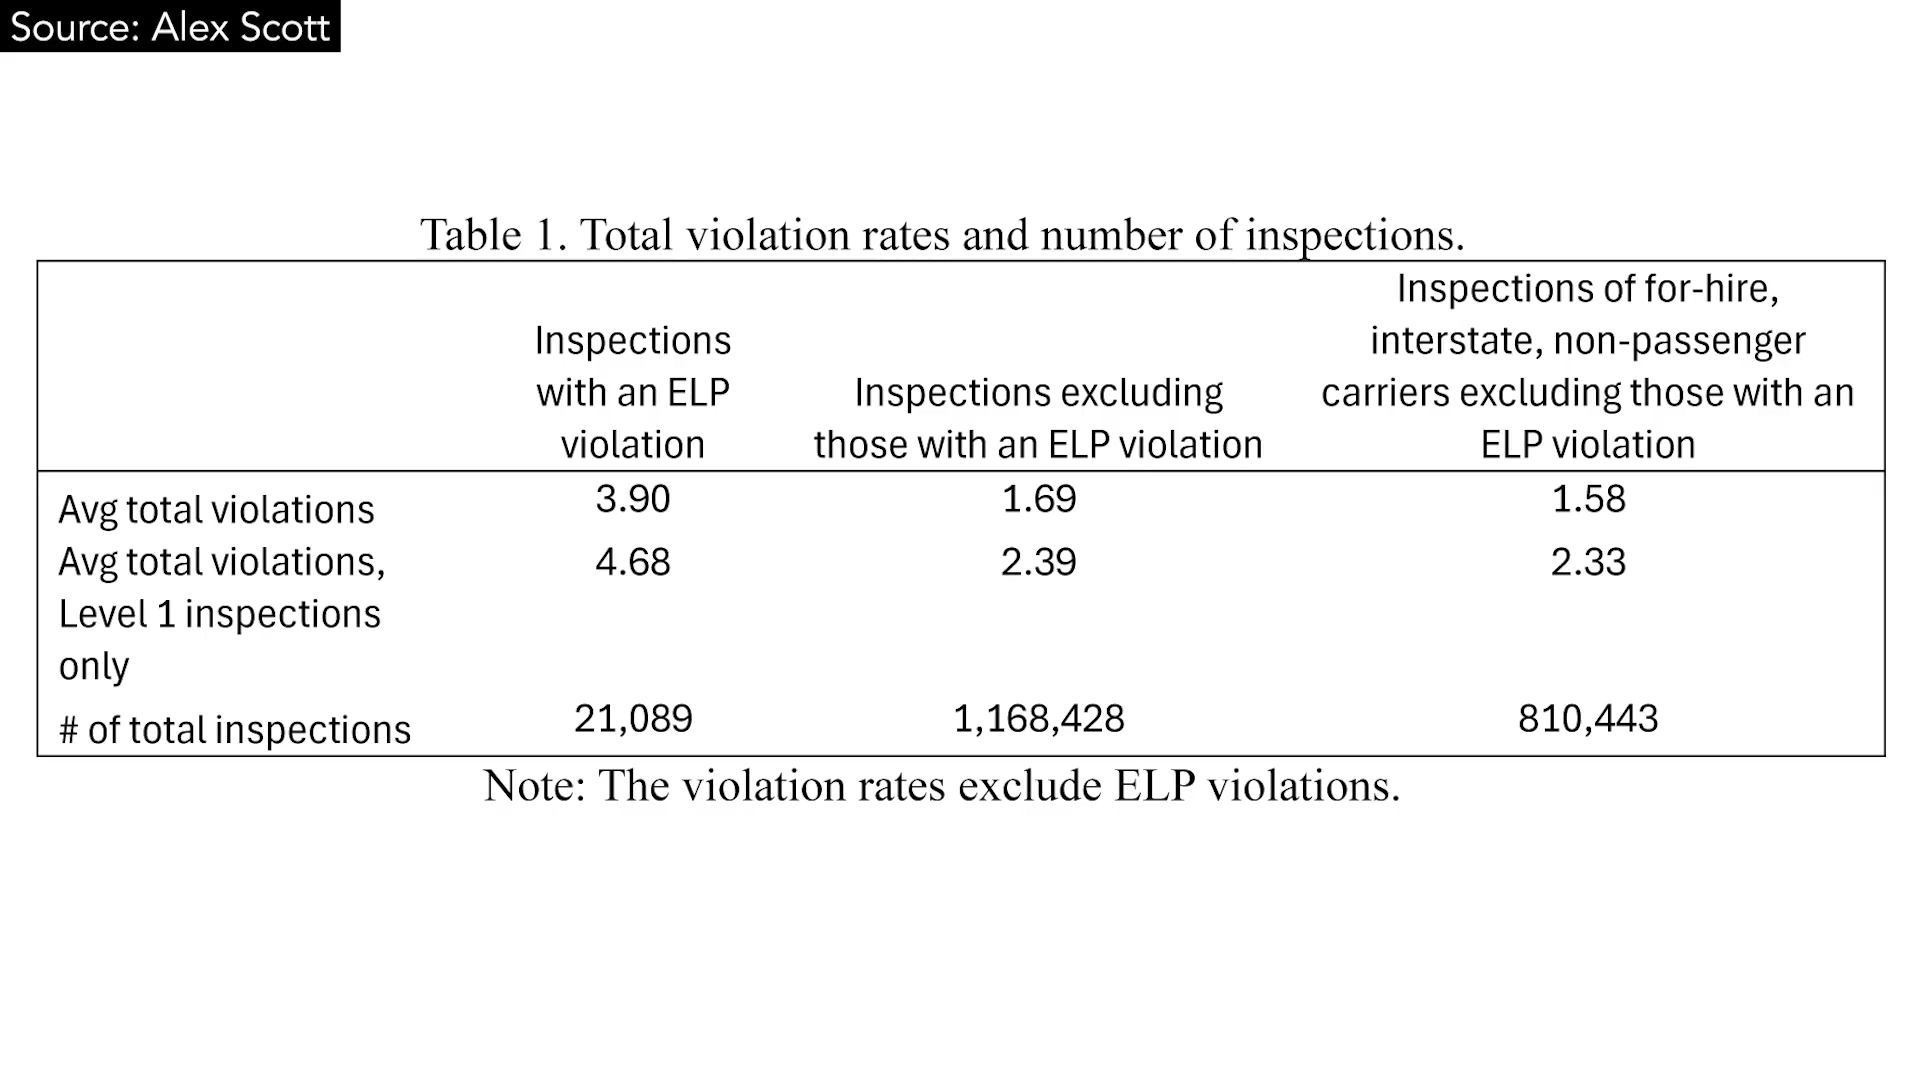 Source: Alex Scott
Table 1. Total violation rates and number of inspections.
Inspections
with an ELP
violation
Inspections excluding
those with an ELP violation
Inspections of for-hire,
interstate, non-passenger
carriers excluding those with an
ELP violation
Avg total violations 3.90 1.69 1.58
Avg total violations, 4.68 2.39 2.33
Level 1 inspections
only
# of total inspections 21,089 1,168,428 810,443
Note: The violation rates exclude ELP violations.